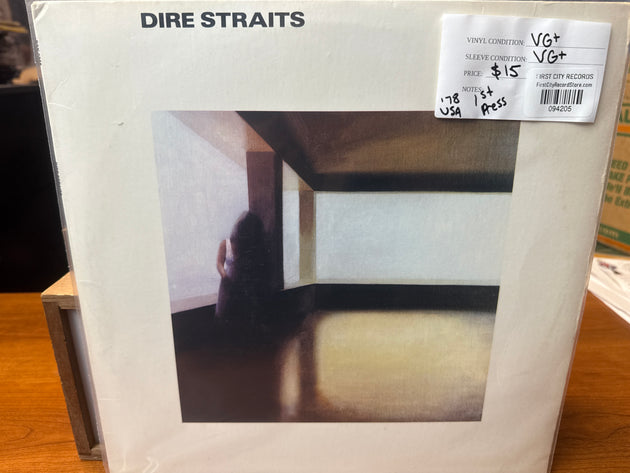 DIRE STRAITS
VINYL CONDITION: VG+
SLEEVE CONDITION: VG+
PRICE: $15
NOTES:
'78 1st
USA Press
FIRST CITY RECORDS
FirstCityRecordStore.com
094205